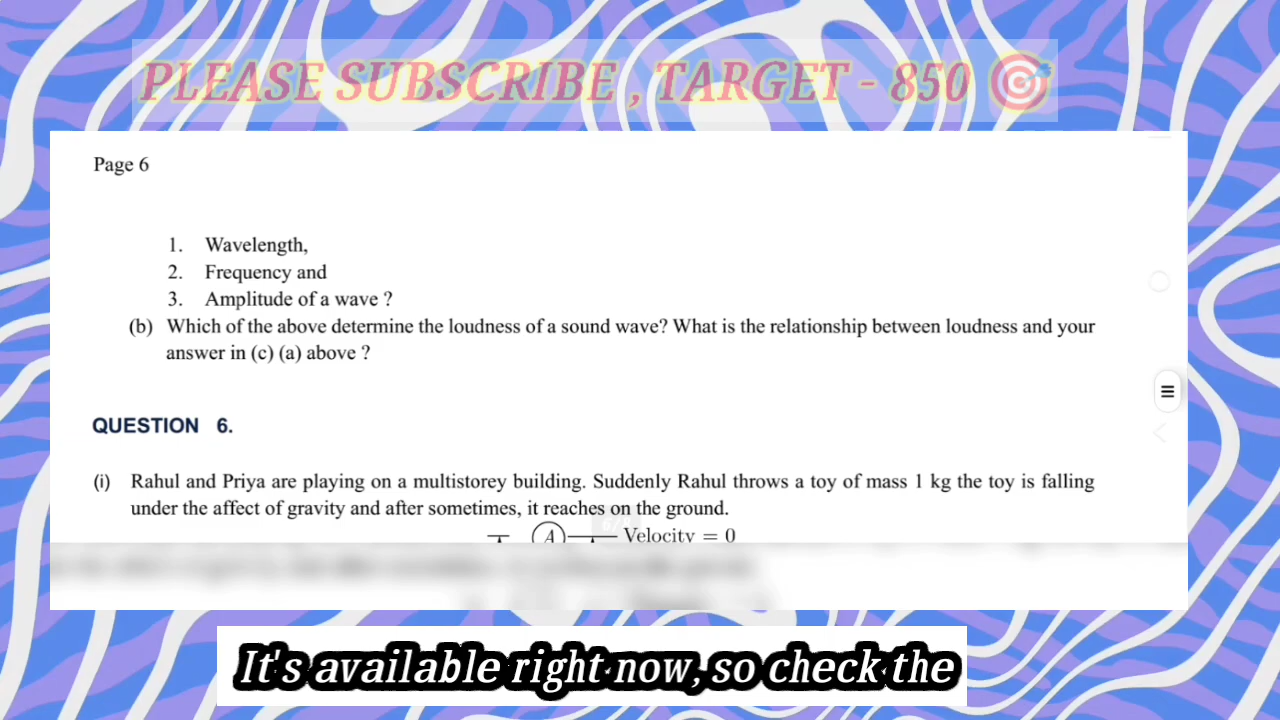 PLEASE SUBSCRIBE , TARGET - 850 🎯
Page 6
1. Wavelength,
2. Frequency and
3. Amplitude of a wave ?
(b) Which of the above determine the loudness of a sound wave? What is the relationship between loudness and your
answer in (c) (a) above ?
QUESTION 6.
(i) Rahul and Priya are playing on a multistorey building. Suddenly Rahul throws a toy of mass 1 kg the toy is falling
under the affect of gravity and after sometimes, it reaches on the ground.
A Velocity = 0
It's available right now, so check the